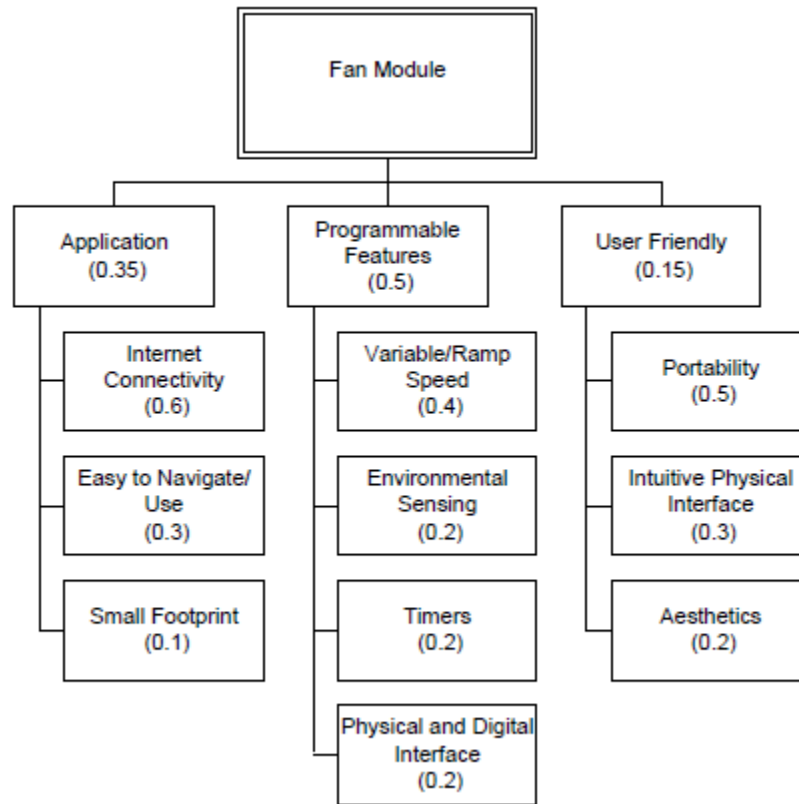 Fan Module
Application
(0.35)
Programmable
Features
(0.5)
User Friendly
(0.15)
Internet
Connectivity
(0.6)
Variable/Ramp
Speed
(0.4)
Portability
(0.5)
Easy to Navigate/
Use
(0.3)
Environmental
Sensing
(0.2)
Intuitive Physical
Interface
(0.3)
Small Footprint
(0.1)
Timers
(0.2)
Aesthetics
(0.2)
Physical and Digital
Interface
(0.2)